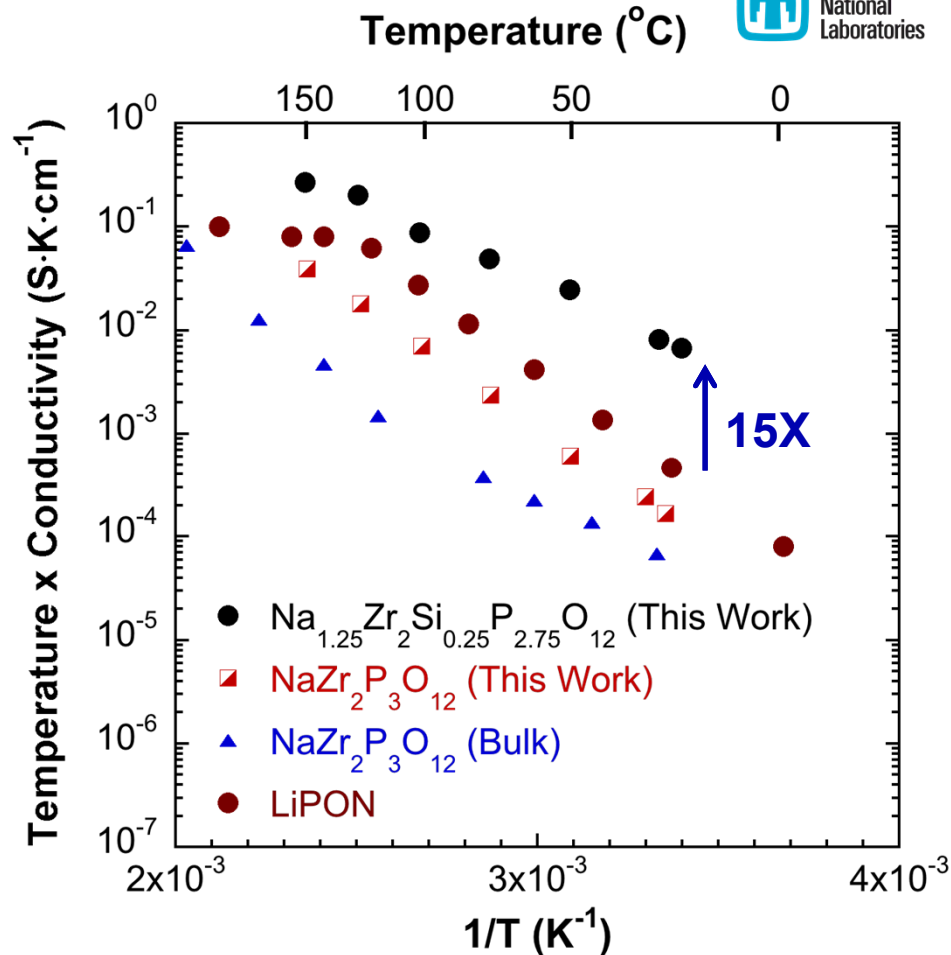 National
Laboratories
Temperature (°C)
150 100 50 0
10⁰
10⁻¹
10⁻²
10⁻³
10⁻⁴
10⁻⁵
10⁻⁶
10⁻⁷
Temperature x Conductivity (S·K·cm⁻¹)
15X
Na₁.₂₅Zr₂Si₀.₂₅P₂.₇₅O₁₂ (This Work)
NaZr₂P₃O₁₂ (This Work)
NaZr₂P₃O₁₂ (Bulk)
LiPON
2x10⁻³ 3x10⁻³ 4x10⁻³
1/T (K⁻¹)